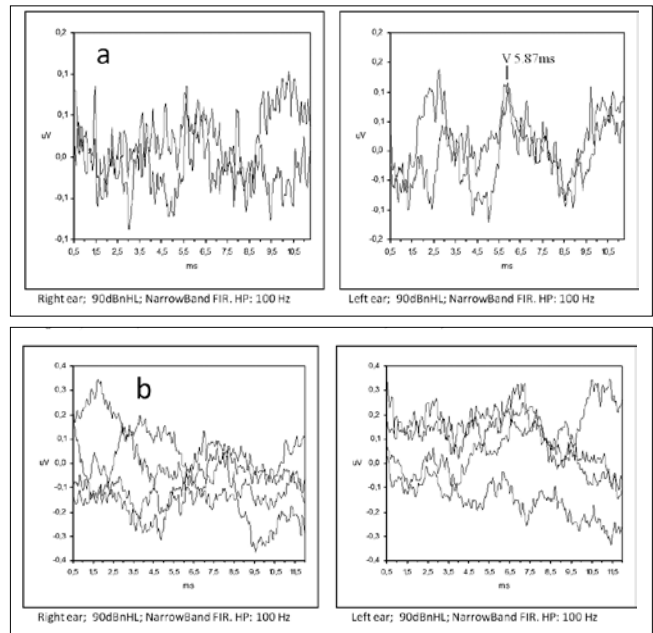 a
0,2
0,1
0,1
0,0
-0,1
-0,1
uV
0,5 1,5 2,5 3,5 4,5 5,5 6,5 7,5 8,5 9,5 10,5
ms
Right ear; 90dBnHL; NarrowBand FIR. HP: 100 Hz
V 5.87ms
0,2
0,1
0,1
0,0
-0,1
-0,2
uV
0,5 1,5 2,5 3,5 4,5 5,5 6,5 7,5 8,5 9,5 10,5
ms
Left ear; 90dBnHL; NarrowBand FIR. HP: 100 Hz
b
0,4
0,3
0,2
0,1
0,0
-0,1
-0,2
-0,3
-0,4
uV
0,5 1,5 2,5 3,5 4,5 5,5 6,5 7,5 8,5 9,5 10,5 11,5
ms
Right ear; 90dBnHL; NarrowBand FIR. HP: 100 Hz
0,4
0,3
0,2
0,1
0,0
-0,1
-0,2
-0,3
-0,4
uV
0,5 1,5 2,5 3,5 4,5 5,5 6,5 7,5 8,5 9,5 10,5 11,5
ms
Left ear; 90dBnHL; NarrowBand FIR. HP: 100 Hz